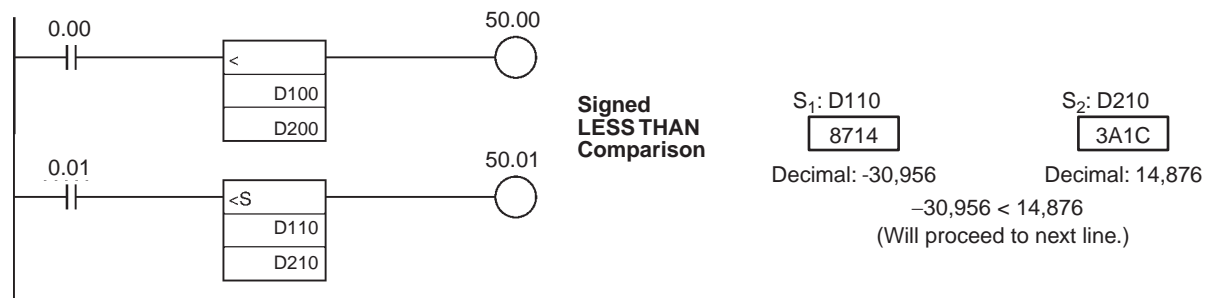 0.00
50.00
<
D100
D200
0.01
50.01
<S
D110
D210
Signed
LESS THAN
Comparison
S₁: D110
S₂: D210
8714
3A1C
Decimal: -30,956
Decimal: 14,876
−30,956 < 14,876
(Will proceed to next line.)